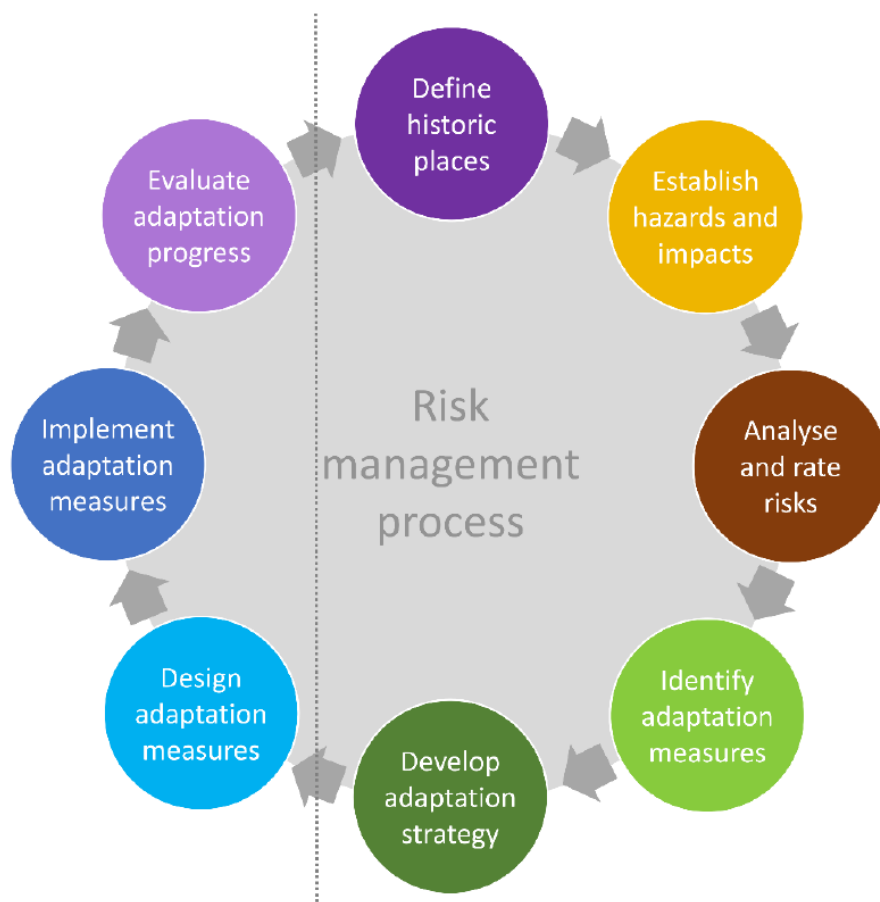 Define
historic
places
Establish
hazards and
impacts
Analyse
and rate
risks
Identify
adaptation
measures
Develop
adaptation
strategy
Design
adaptation
measures
Implement
adaptation
measures
Evaluate
adaptation
progress
Risk
management
process